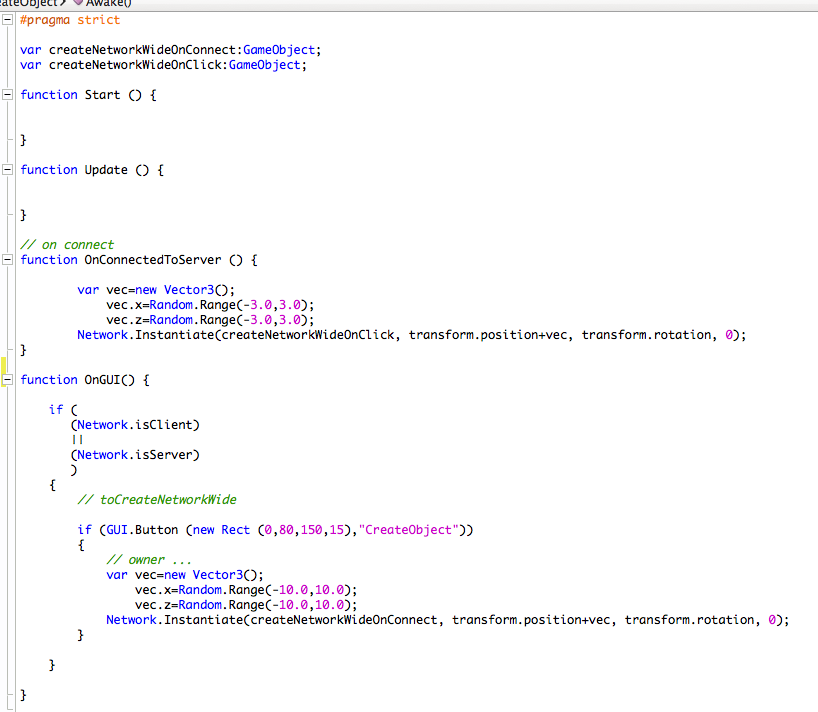 eateObject › Awake()
#pragma strict
var createNetworkWideOnConnect:GameObject;
var createNetworkWideOnClick:GameObject;
function Start () {
}
function Update () {
}
// on connect
function OnConnectedToServer () {
var vec=new Vector3();
vec.x=Random.Range(-3.0,3.0);
vec.z=Random.Range(-3.0,3.0);
Network.Instantiate(createNetworkWideOnClick, transform.position+vec, transform.rotation, 0);
}
function OnGUI() {
if (
(Network.isClient)
||
(Network.isServer)
)
{
// toCreateNetworkWide
if (GUI.Button (new Rect (0,80,150,15),"CreateObject"))
{
// owner ...
var vec=new Vector3();
vec.x=Random.Range(-10.0,10.0);
vec.z=Random.Range(-10.0,10.0);
Network.Instantiate(createNetworkWideOnConnect, transform.position+vec, transform.rotation, 0);
}
}
}